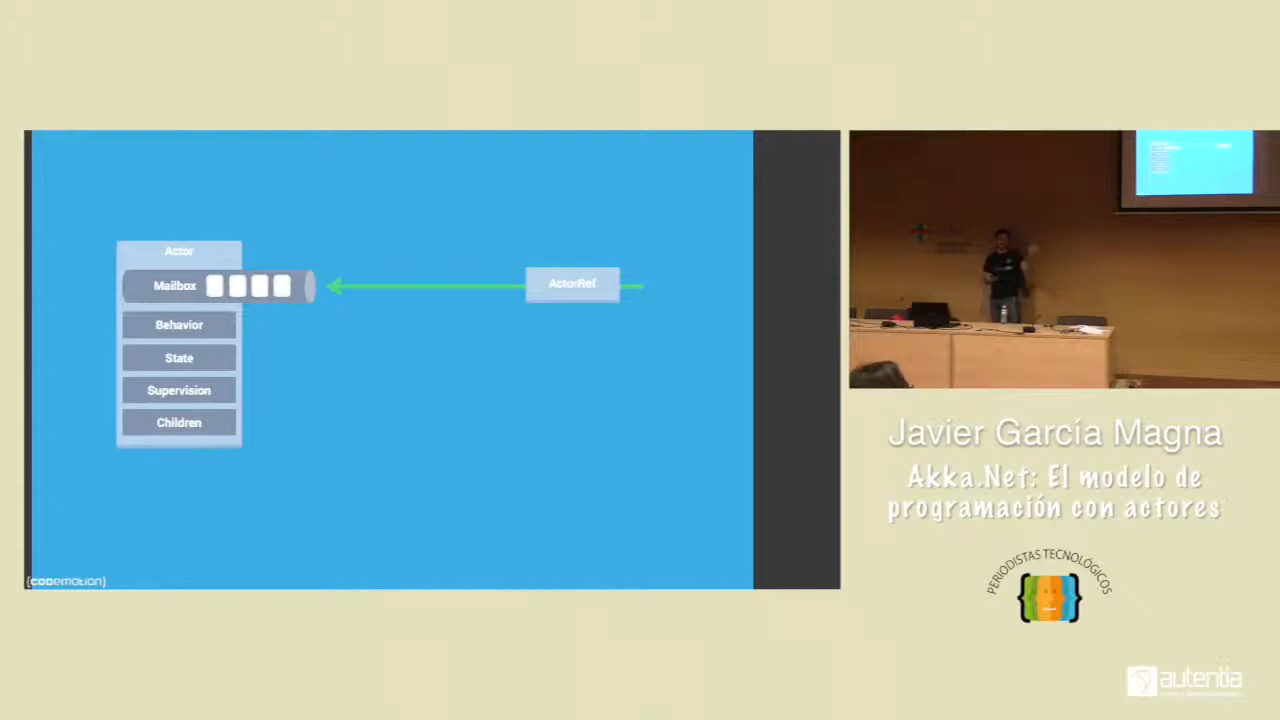 Actor
Mailbox
ActorRef
Behavior
State
Supervision
Children
{codemotion}
Javier García Magna
Akka.Net: El modelo de
programación con actores
PERIODISTAS TECNOLÓGICOS
autentia